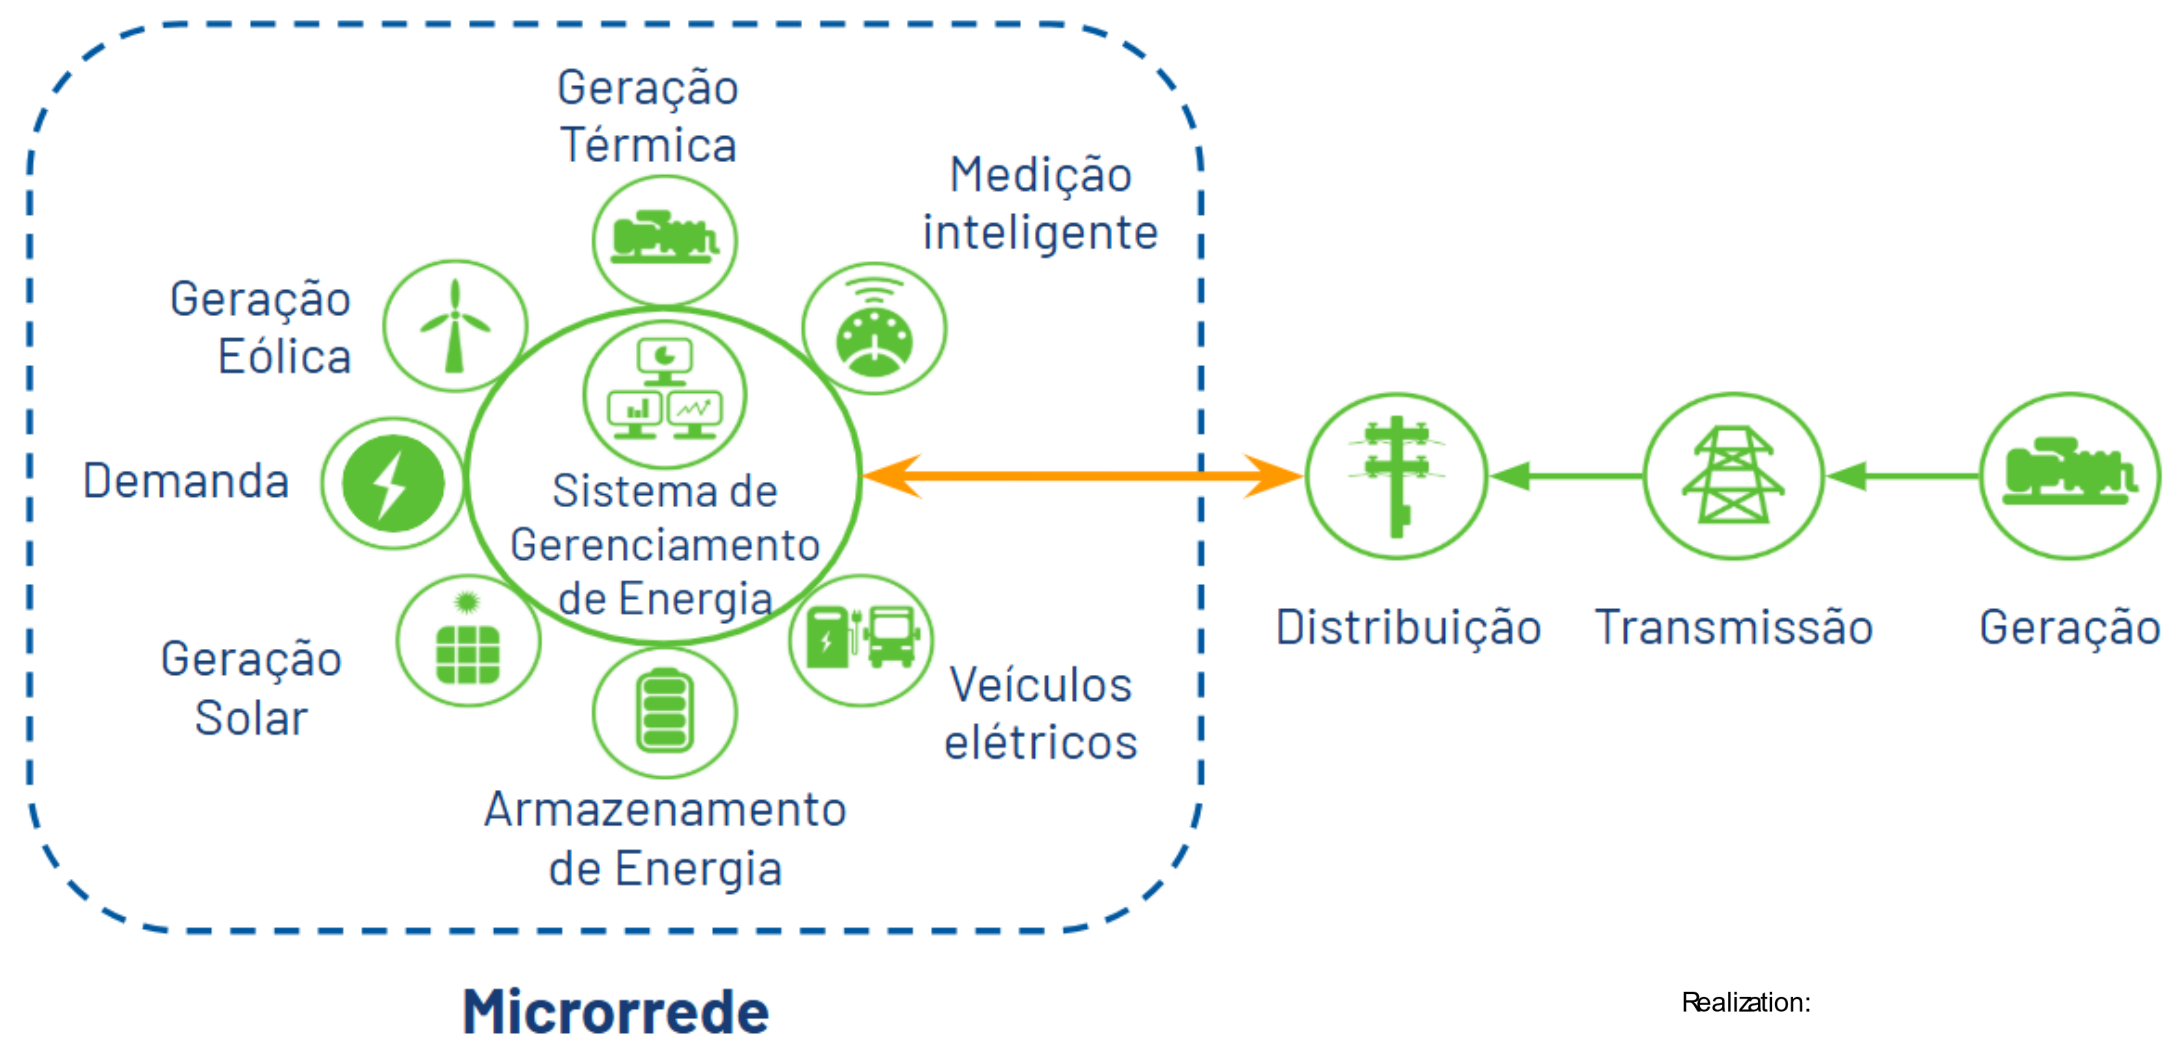 Geração
Térmica
Medição
inteligente
Geração
Eólica
Demanda
Sistema de
Gerenciamento
de Energia
Geração
Solar
Veículos
elétricos
Armazenamento
de Energia
Distribuição
Transmissão
Geração
Microrrede
Realization: